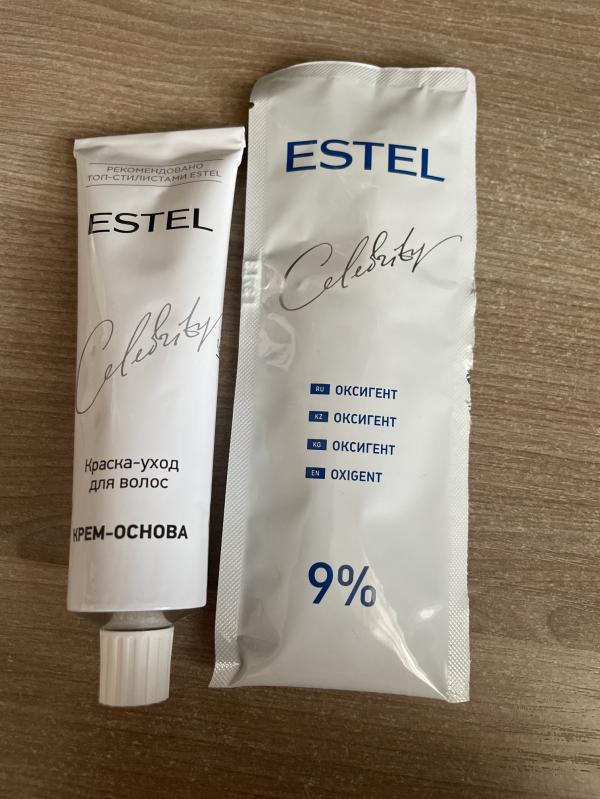 РЕКОМЕНДОВАНО
ТОП-СТИЛИСТАМИ ESTEL
ESTEL
Celebrity
Краска-уход
для волос
КРЕМ-ОСНОВА
ESTEL
Celebrity
RU ОКСИГЕНТ
KZ ОКСИГЕНТ
KG ОКСИГЕНТ
EN OXIGENT
9%